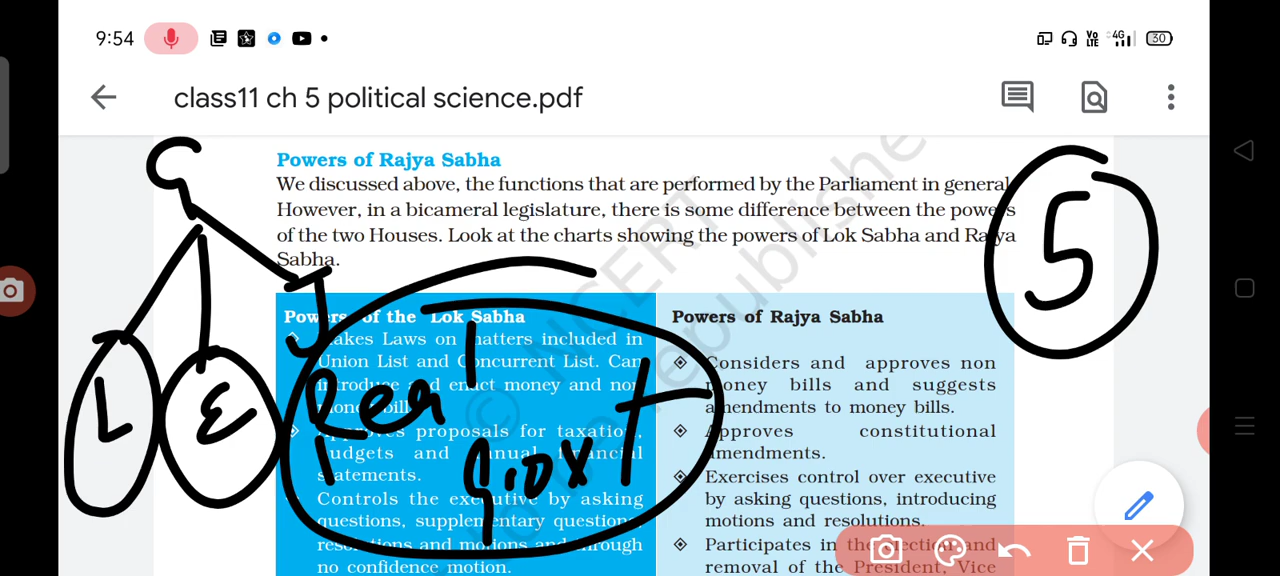 9:54
4G
30
class11 ch 5 political science.pdf
Powers of Rajya Sabha
We discussed above, the functions that are performed by the Parliament in general.
However, in a bicameral legislature, there is some difference between the powers
of the two Houses. Look at the charts showing the powers of Lok Sabha and Rajya
Sabha.
5
G
L
E
J
Powers of the Lok Sabha
Makes Laws on matters included in
Union List and Concurrent List. Can
introduce and enact money and non
money bills.
Approves proposals for taxation,
budgets and annual financial
statements.
Controls the executive by asking
questions, supplementary questions,
resolutions and motions and through
no confidence motion.
Real
Powers of Rajya Sabha
Considers and approves non
money bills and suggests
amendments to money bills.
Approves constitutional
amendments.
Exercises control over executive
by asking questions, introducing
motions and resolutions.
Participates in the election and
removal of the President, Vice
© NCERT
republishe